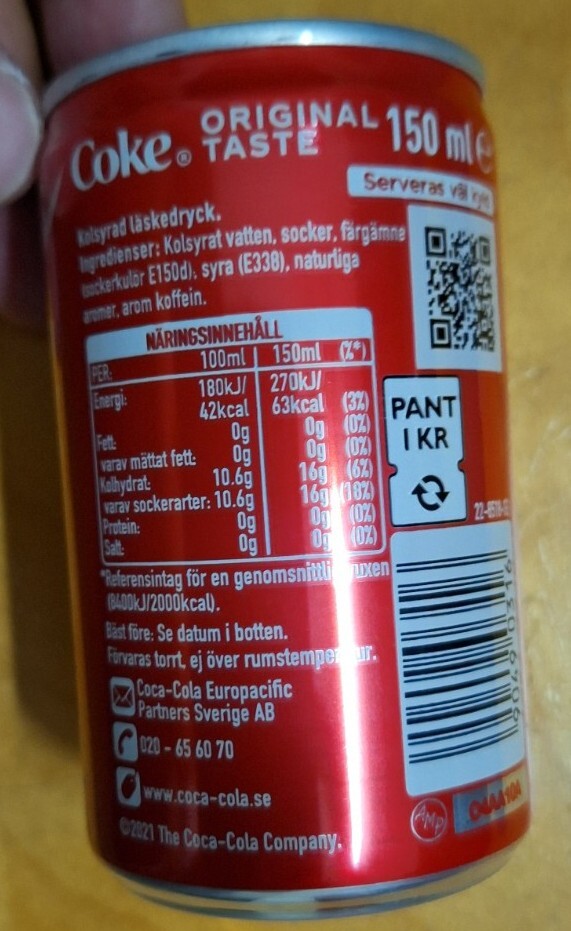 Coke® ORIGINAL TASTE 150 ml e
Serveras väl
Kolsyrad läskedryck.
Ingredienser: Kolsyrat vatten, socker, färgämne
(sockerkulör E150d), syra (E338), naturliga
aromer, arom koffein.
NÄRINGSINNEHÅLL
PER: 100ml 150ml (%*)
Energi: 180kJ/ 270kJ/
42kcal 63kcal (3%)
Fett: 0g 0g (0%)
varav mättat fett: 0g 0g (0%)
Kolhydrat: 10.6g 16g (6%)
varav sockerarter: 10.6g 16g (18%)
Protein: 0g 0g (0%)
Salt: 0g 0g (0%)
*Referensintag för en genomsnittlig vuxen
(8400kJ/2000kcal).
Bäst före: Se datum i botten.
Förvaras torrt, ej över rumstemperatur.
Coca-Cola Europacific
Partners Sverige AB
020 - 65 60 70
www.coca-cola.se
©2021 The Coca-Cola Company.
PANT
1 KR
AMP